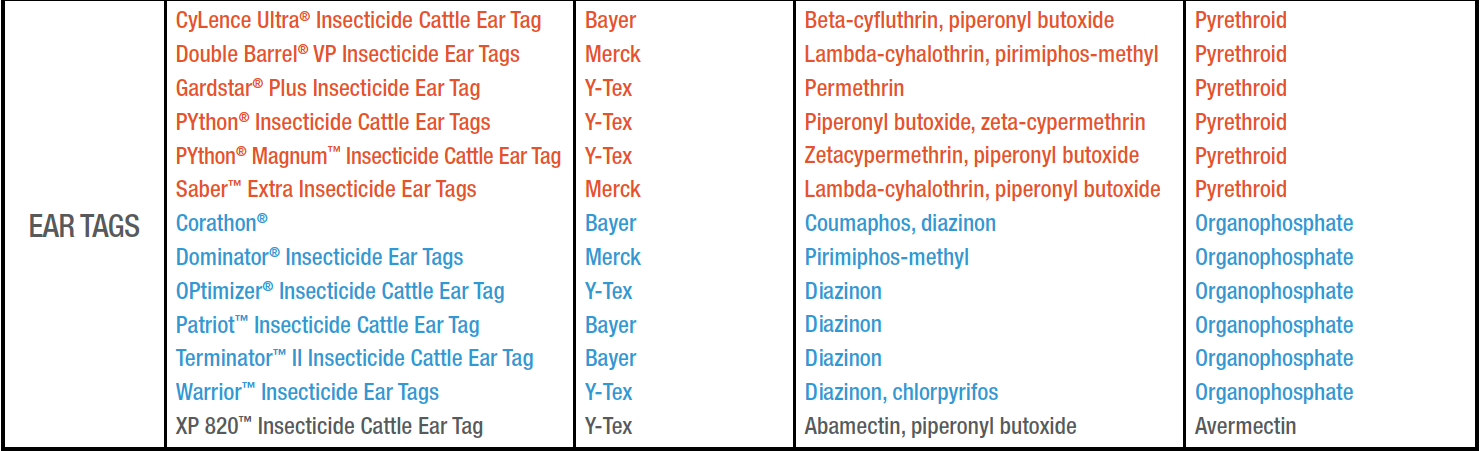 CyLence Ultra® Insecticide Cattle Ear Tag Bayer Beta-cyfluthrin, piperonyl butoxide Pyrethroid
Double Barrel® VP Insecticide Ear Tags Merck Lambda-cyhalothrin, pirimiphos-methyl Pyrethroid
Gardstar® Plus Insecticide Ear Tag Y-Tex Permethrin Pyrethroid
PYthon® Insecticide Cattle Ear Tags Y-Tex Piperonyl butoxide, zeta-cypermethrin Pyrethroid
PYthon® Magnum™ Insecticide Cattle Ear Tag Y-Tex Zetacypermethrin, piperonyl butoxide Pyrethroid
Saber™ Extra Insecticide Ear Tags Merck Lambda-cyhalothrin, piperonyl butoxide Pyrethroid
EAR TAGS Corathon® Bayer Coumaphos, diazinon Organophosphate
Dominator® Insecticide Ear Tags Merck Pirimiphos-methyl Organophosphate
OPtimizer® Insecticide Cattle Ear Tag Y-Tex Diazinon Organophosphate
Patriot™ Insecticide Cattle Ear Tag Bayer Diazinon Organophosphate
Terminator™ II Insecticide Cattle Ear Tag Bayer Diazinon Organophosphate
Warrior™ Insecticide Ear Tags Y-Tex Diazinon, chlorpyrifos Organophosphate
XP 820™ Insecticide Cattle Ear Tag Y-Tex Abamectin, piperonyl butoxide Avermectin